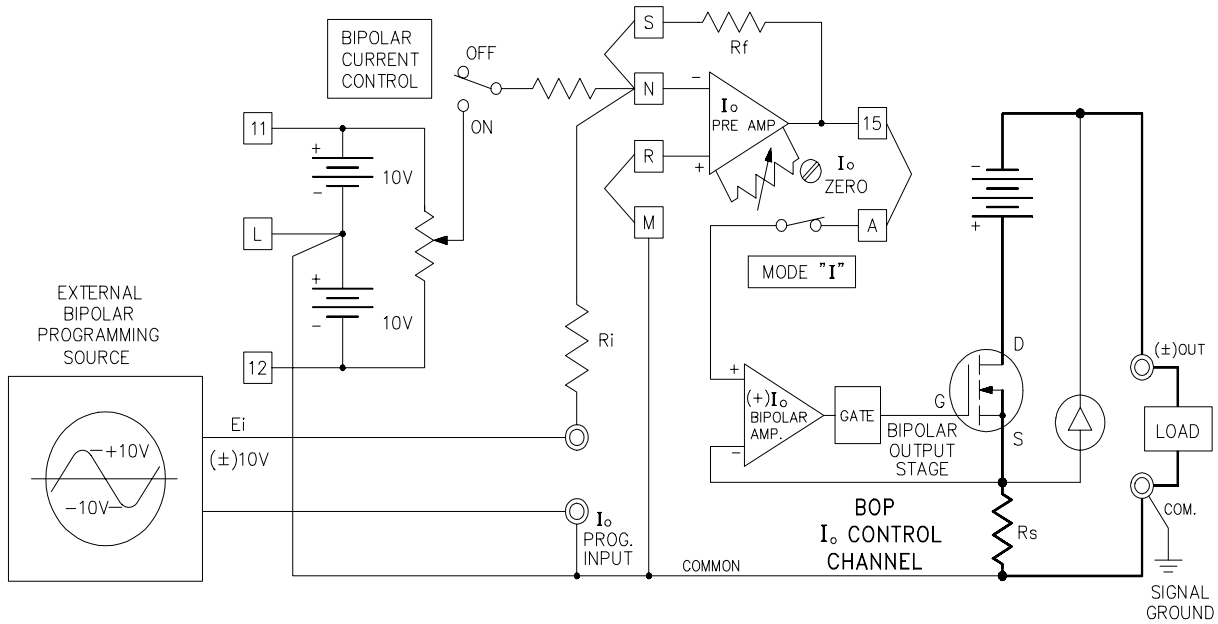 BIPOLAR
CURRENT
CONTROL
OFF
ON
S
Rf
N
−
Io
PRE AMP
15
R
+
Io
ZERO
M
A
MODE "I"
11
+
−
10V
L
+
−
10V
12
−
+
EXTERNAL
BIPOLAR
PROGRAMMING
SOURCE
−+10V
−10V−
Ei
(±)10V
Ri
Io
PROG.
INPUT
+
(+)Io
BIPOLAR
AMP.
−
GATE
G
D
S
BIPOLAR
OUTPUT
STAGE
(±)OUT
LOAD
COM.
BOP
Io CONTROL
CHANNEL
Rs
COMMON
SIGNAL
GROUND